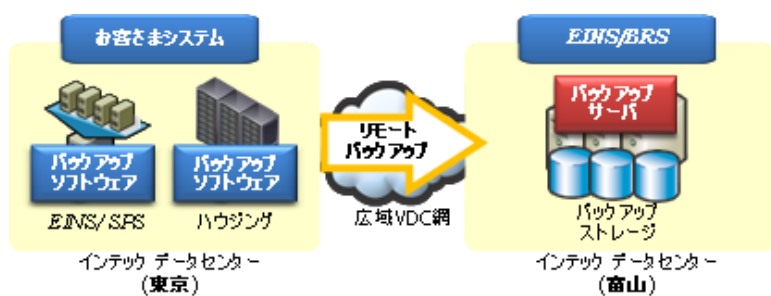 お客さまシステム
EINS/BRS
バックアップ
サーバ
リモート
バックアップ
バックアップ
ソフトウェア
バックアップ
ソフトウェア
EINS/SPS
ハウジング
広域VDC網
バックアップ
ストレージ
インテック データセンター
(東京)
インテック データセンター
(富山)